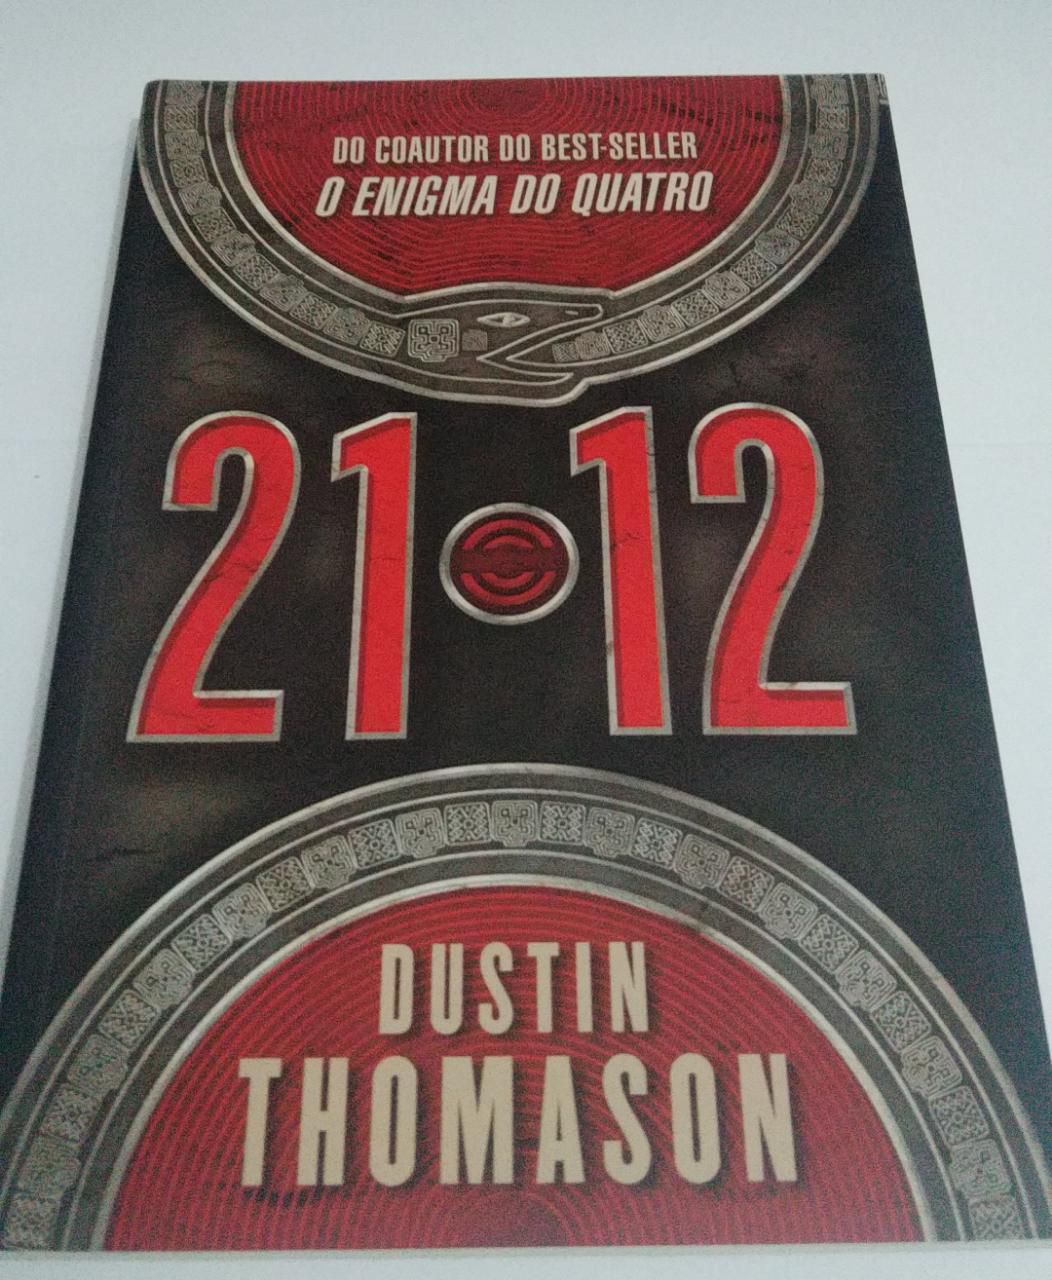 DO COAUTOR DO BEST-SELLER
O ENIGMA DO QUATRO
21•12
DUSTIN
THOMASON